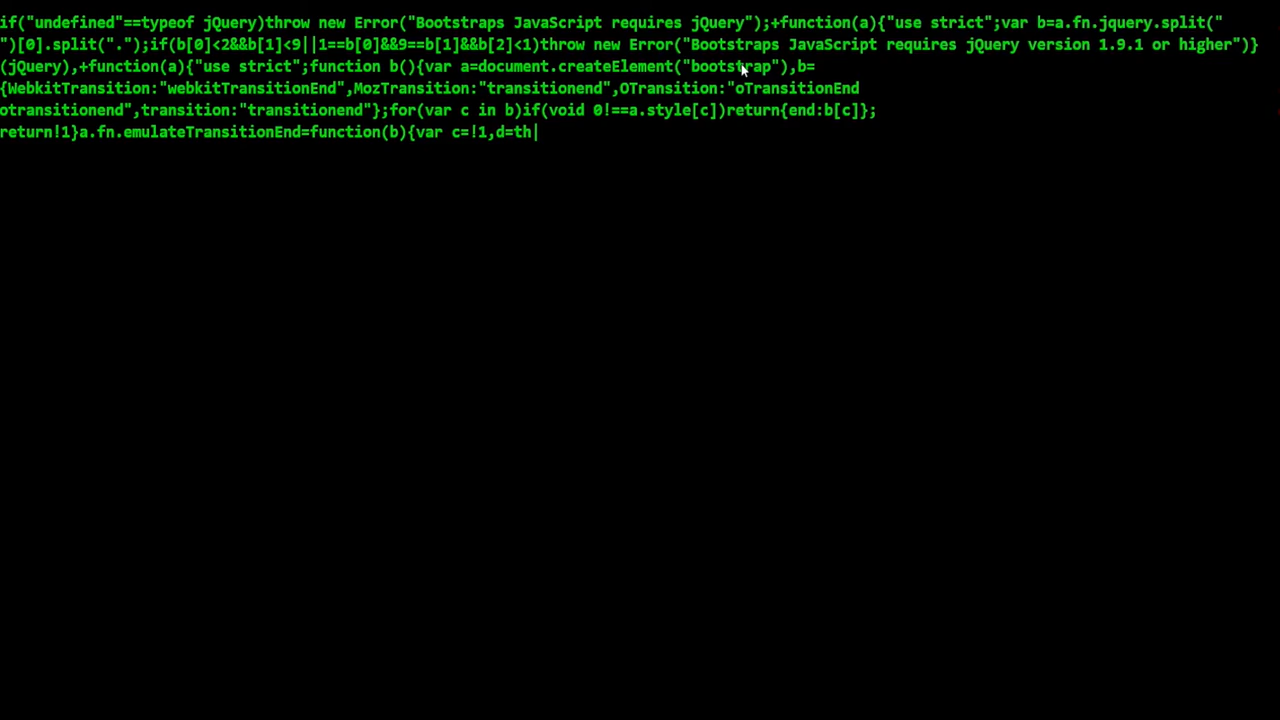 if("undefined"==typeof jQuery)throw new Error("Bootstraps JavaScript requires jQuery");+function(a){"use strict";var b=a.fn.jquery.split("
")[0].split(".");if(b[0]<2&&b[1]<9||1==b[0]&&9==b[1]&&b[2]<1)throw new Error("Bootstraps JavaScript requires jQuery version 1.9.1 or higher")}
(jQuery),+function(a){"use strict";function b(){var a=document.createElement("bootstrap"),b=
{WebkitTransition:"webkitTransitionEnd",MozTransition:"transitionend",OTransition:"oTransitionEnd
otransitionend",transition:"transitionend"};for(var c in b)if(void 0!==a.style[c])return{end:b[c]};
return!1}a.fn.emulateTransitionEnd=function(b){var c=!1,d=th|